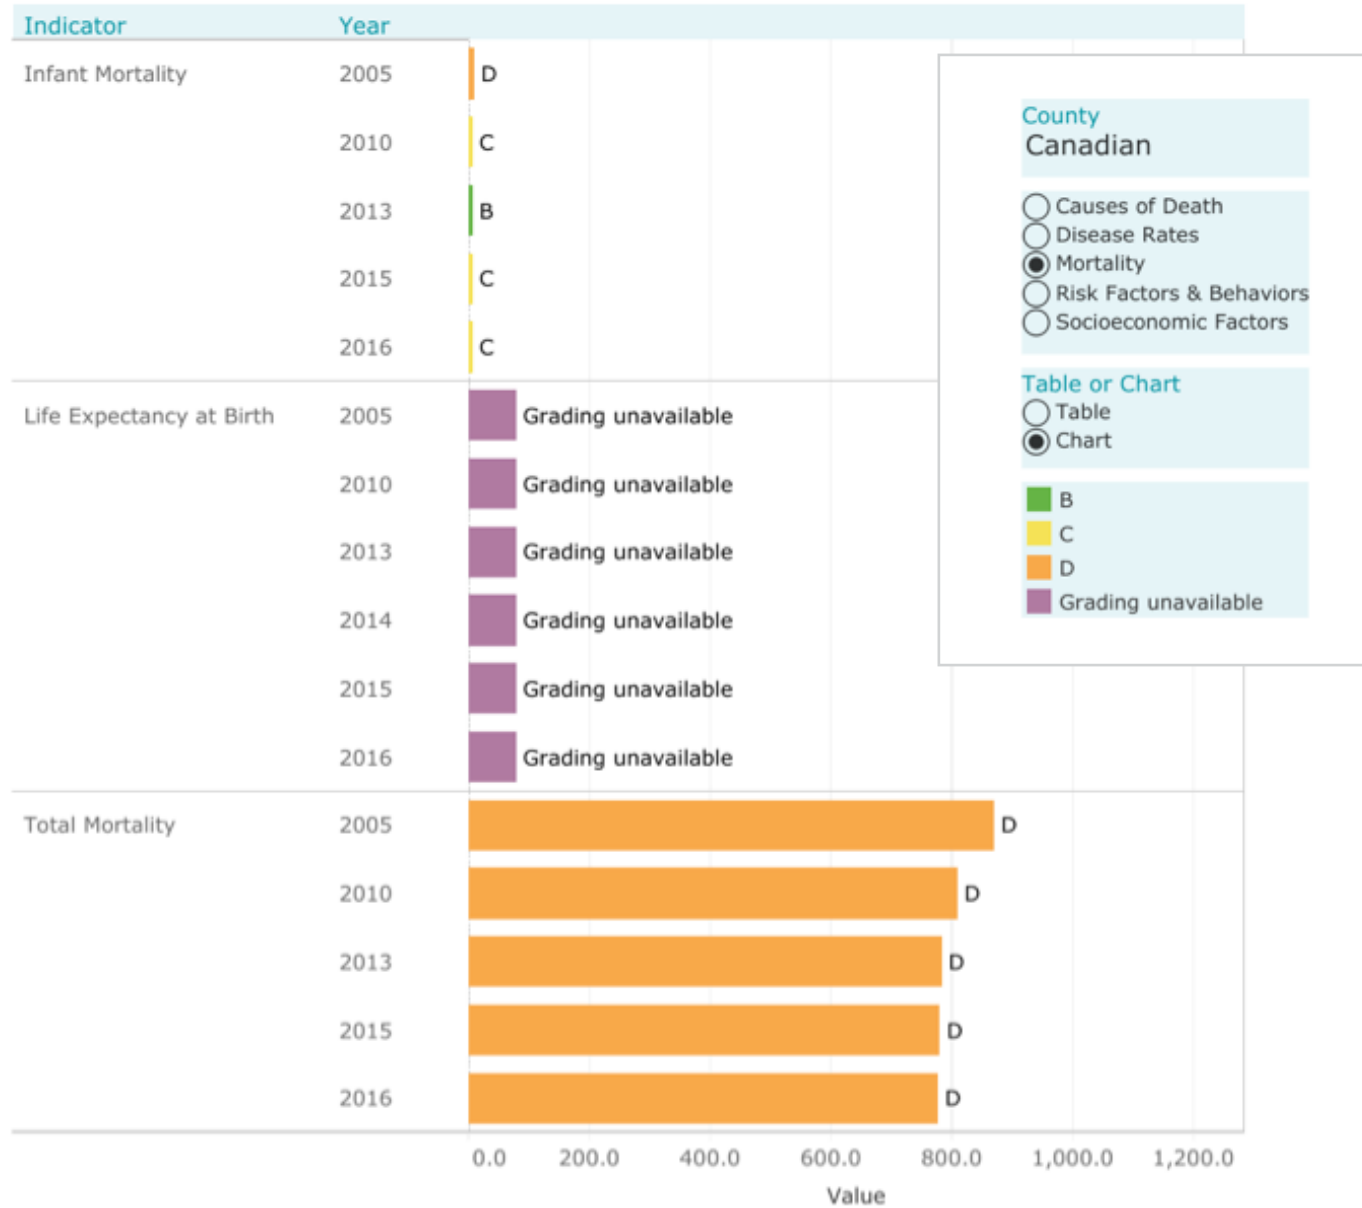 Indicator Year
Infant Mortality 2005 D
2010 C
2013 B
2015 C
2016 C
Life Expectancy at Birth 2005 Grading unavailable
2010 Grading unavailable
2013 Grading unavailable
2014 Grading unavailable
2015 Grading unavailable
2016 Grading unavailable
Total Mortality 2005 D
2010 D
2013 D
2015 D
2016 D
0.0 200.0 400.0 600.0 800.0 1,000.0 1,200.0
Value
County
Canadian
Causes of Death
Disease Rates
Mortality
Risk Factors & Behaviors
Socioeconomic Factors
Table or Chart
Table
Chart
B
C
D
Grading unavailable